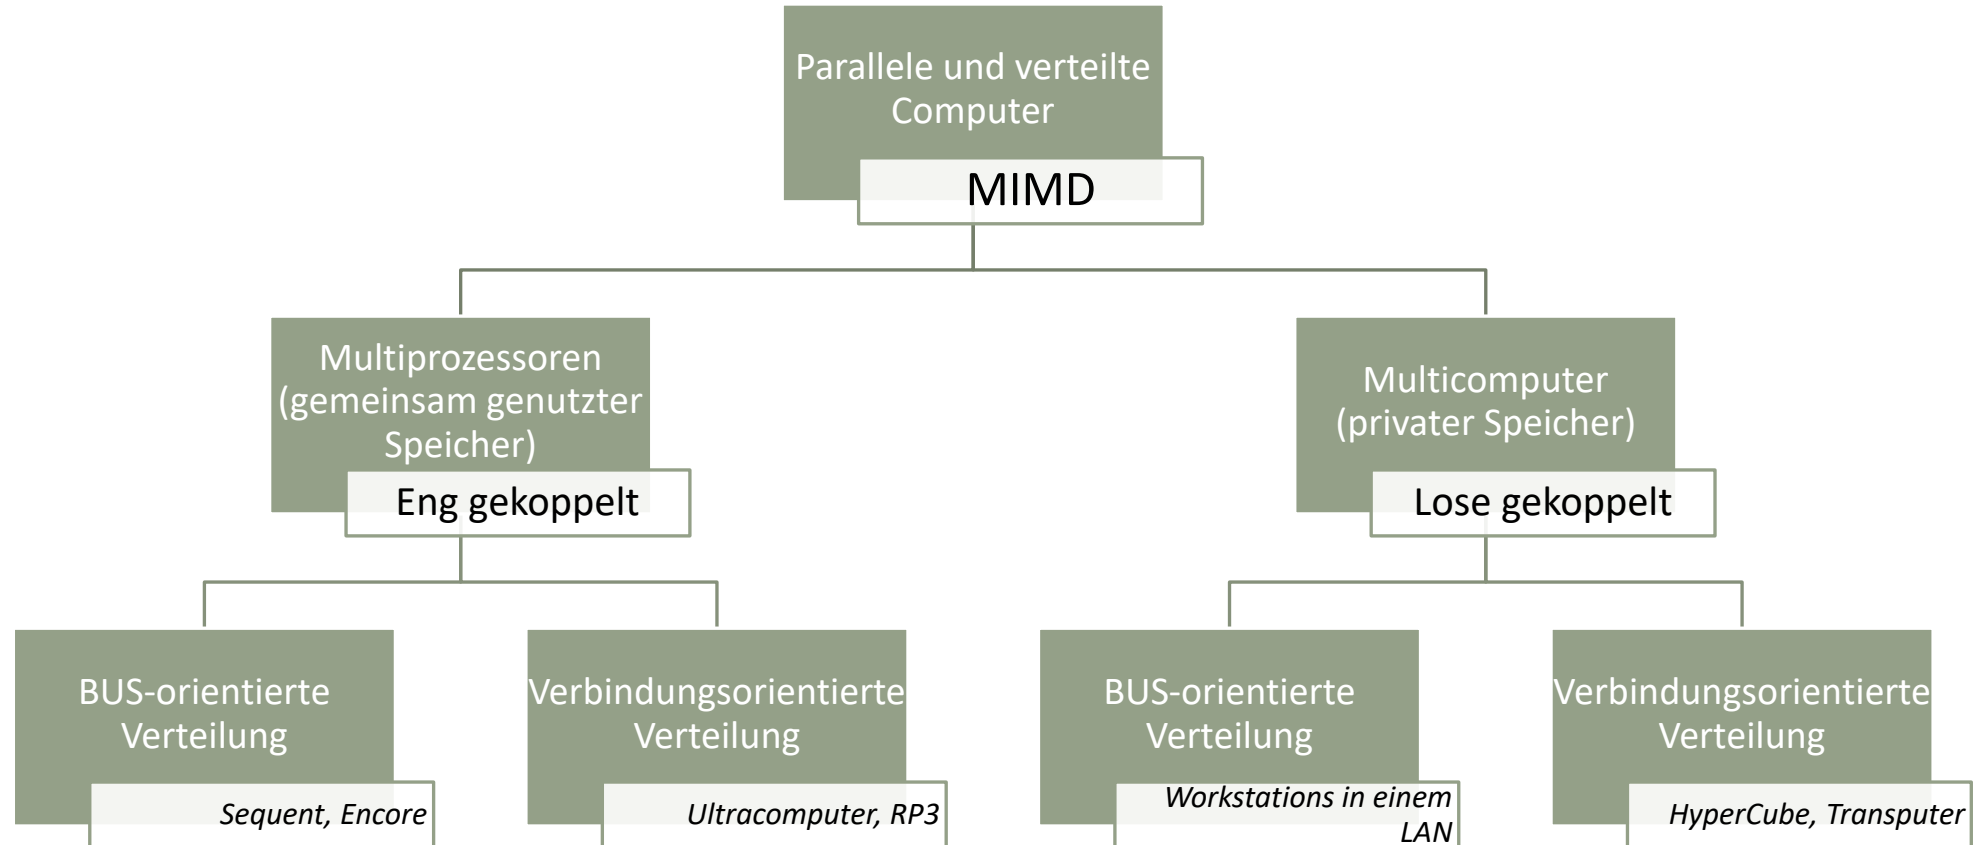 Parallele und verteilte
Computer
MIMD
Multiprozessoren
(gemeinsam genutzter
Speicher)
Eng gekoppelt
Multicomputer
(privater Speicher)
Lose gekoppelt
BUS-orientierte
Verteilung
Sequent, Encore
Verbindungsorientierte
Verteilung
Ultracomputer, RP3
BUS-orientierte
Verteilung
Workstations in einem
LAN
Verbindungsorientierte
Verteilung
HyperCube, Transputer